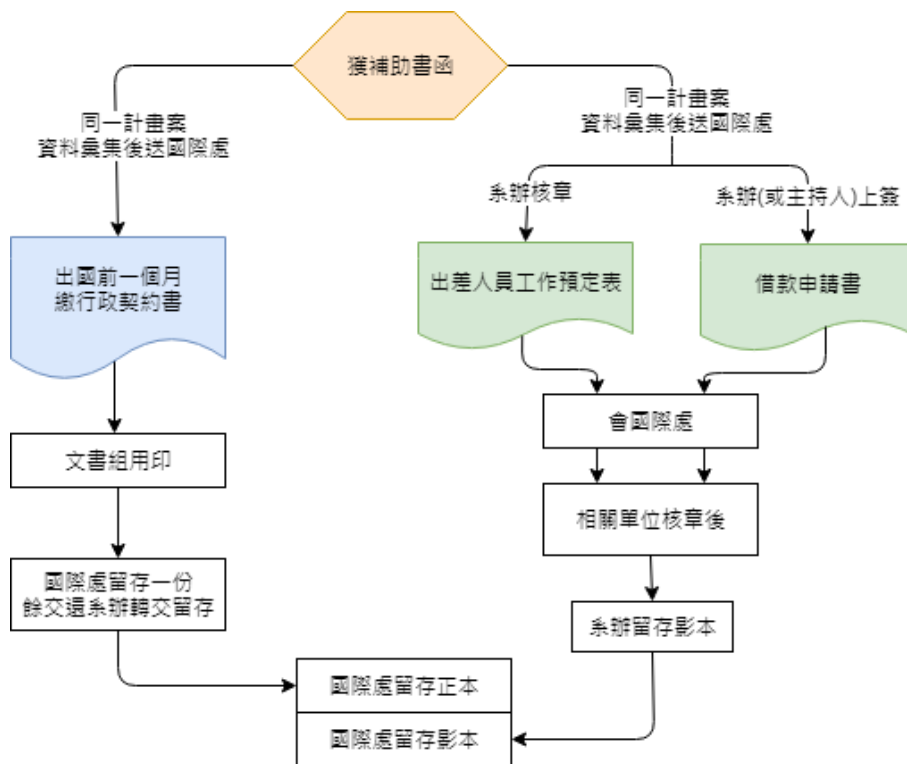 獲補助書函
同一計畫案
資料彙集後送國際處
同一計畫案
資料彙集後送國際處
系辦核章
系辦(或主持人)上簽
出國前一個月
繳行政契約書
出差人員工作預定表
借款申請書
會國際處
文書組用印
相關單位核章後
國際處留存一份
餘交還系辦轉交留存
系辦留存影本
國際處留存正本
國際處留存影本